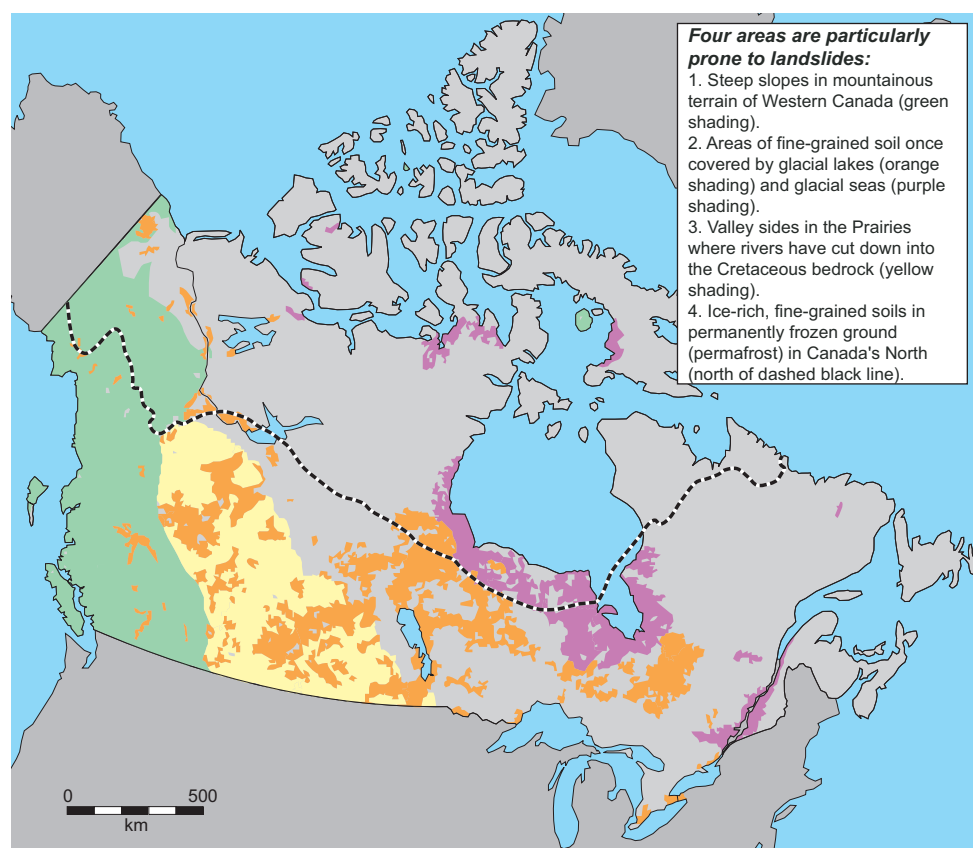 Four areas are particularly
prone to landslides:
1. Steep slopes in mountainous
terrain of Western Canada (green
shading).
2. Areas of fine-grained soil once
covered by glacial lakes (orange
shading) and glacial seas (purple
shading).
3. Valley sides in the Prairies
where rivers have cut down into
the Cretaceous bedrock (yellow
shading).
4. Ice-rich, fine-grained soils in
permanently frozen ground
(permafrost) in Canada's North
(north of dashed black line).
0 500
km